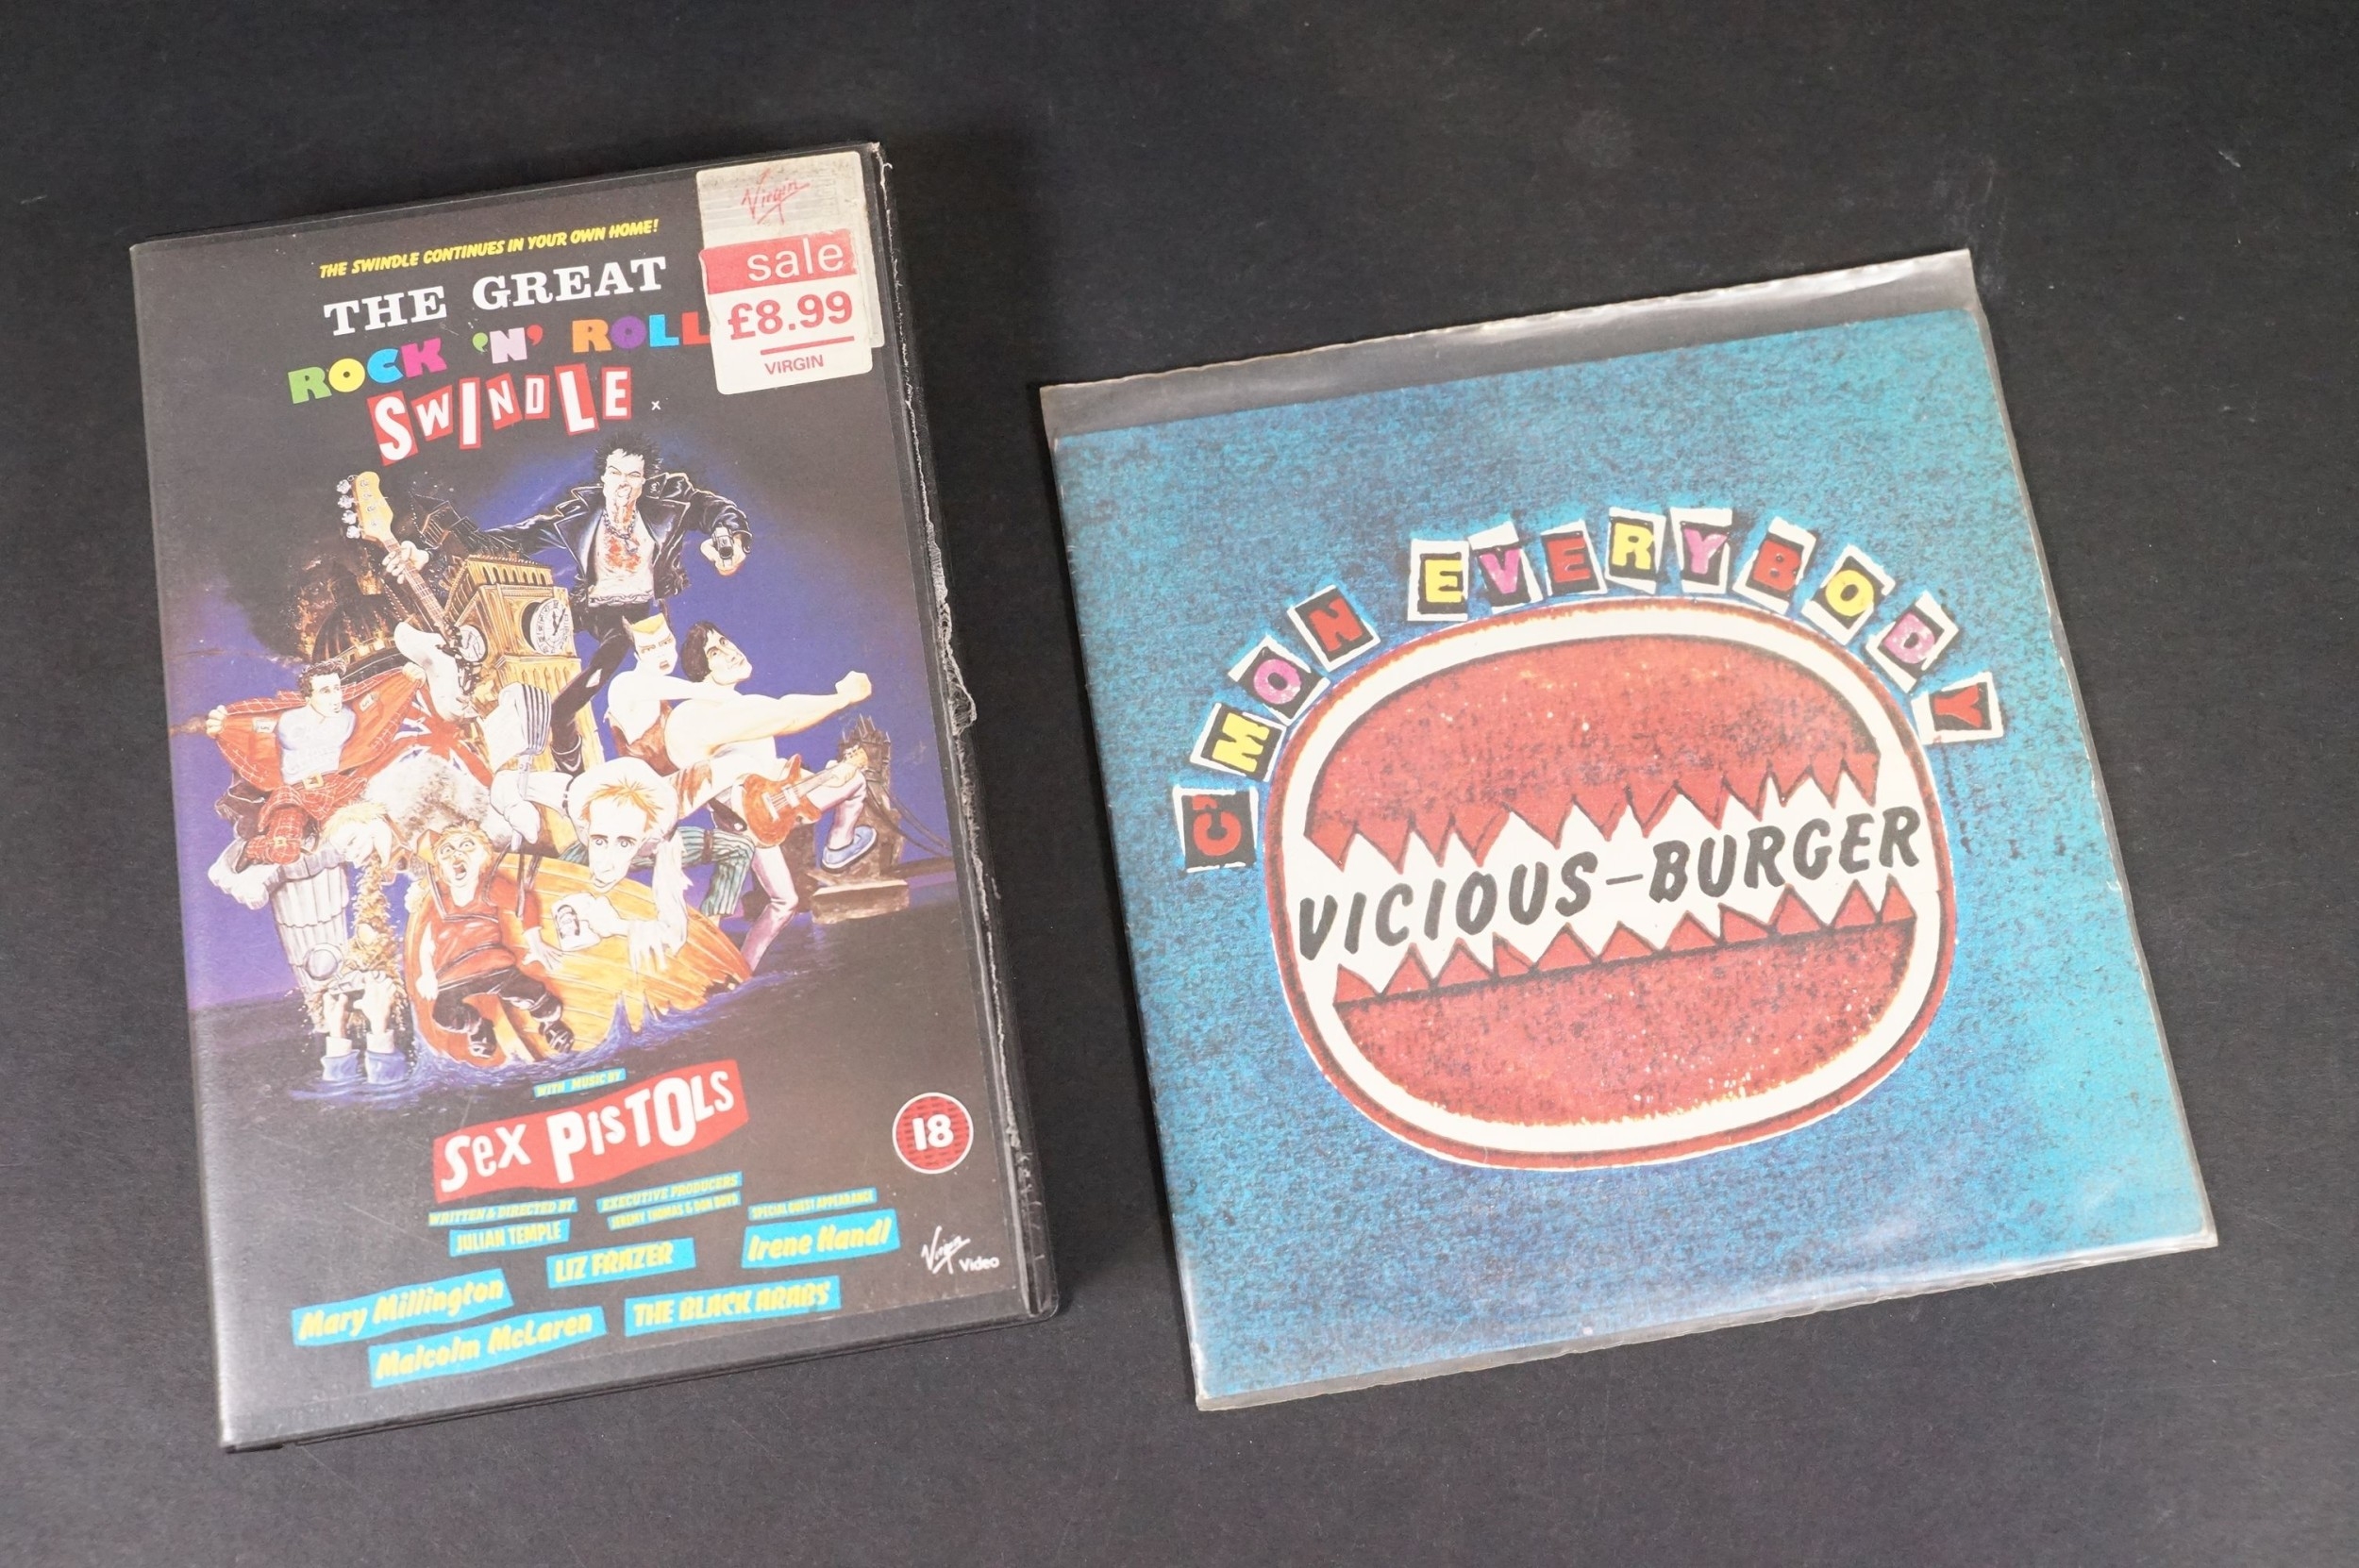 THE SWINDLE CONTINUES IN YOUR OWN HOME!
THE GREAT
ROCK 'N' ROLL
SWINDLE x
Virgin
sale
£8.99
VIRGIN
WITH MUSIC BY
SEX PISTOLS
18
WRITTEN & DIRECTED BY
JULIAN TEMPLE
EXECUTIVE PRODUCERS
JEREMY THOMAS & DON BOYD
SPECIAL GUEST APPEARANCE
Irene Handl
LIZ FRAZER
Mary Millington
Malcolm McLaren
THE BLACK ARABS
Virgin
Video
C'MON EVERYBODY
VICIOUS-BURGER